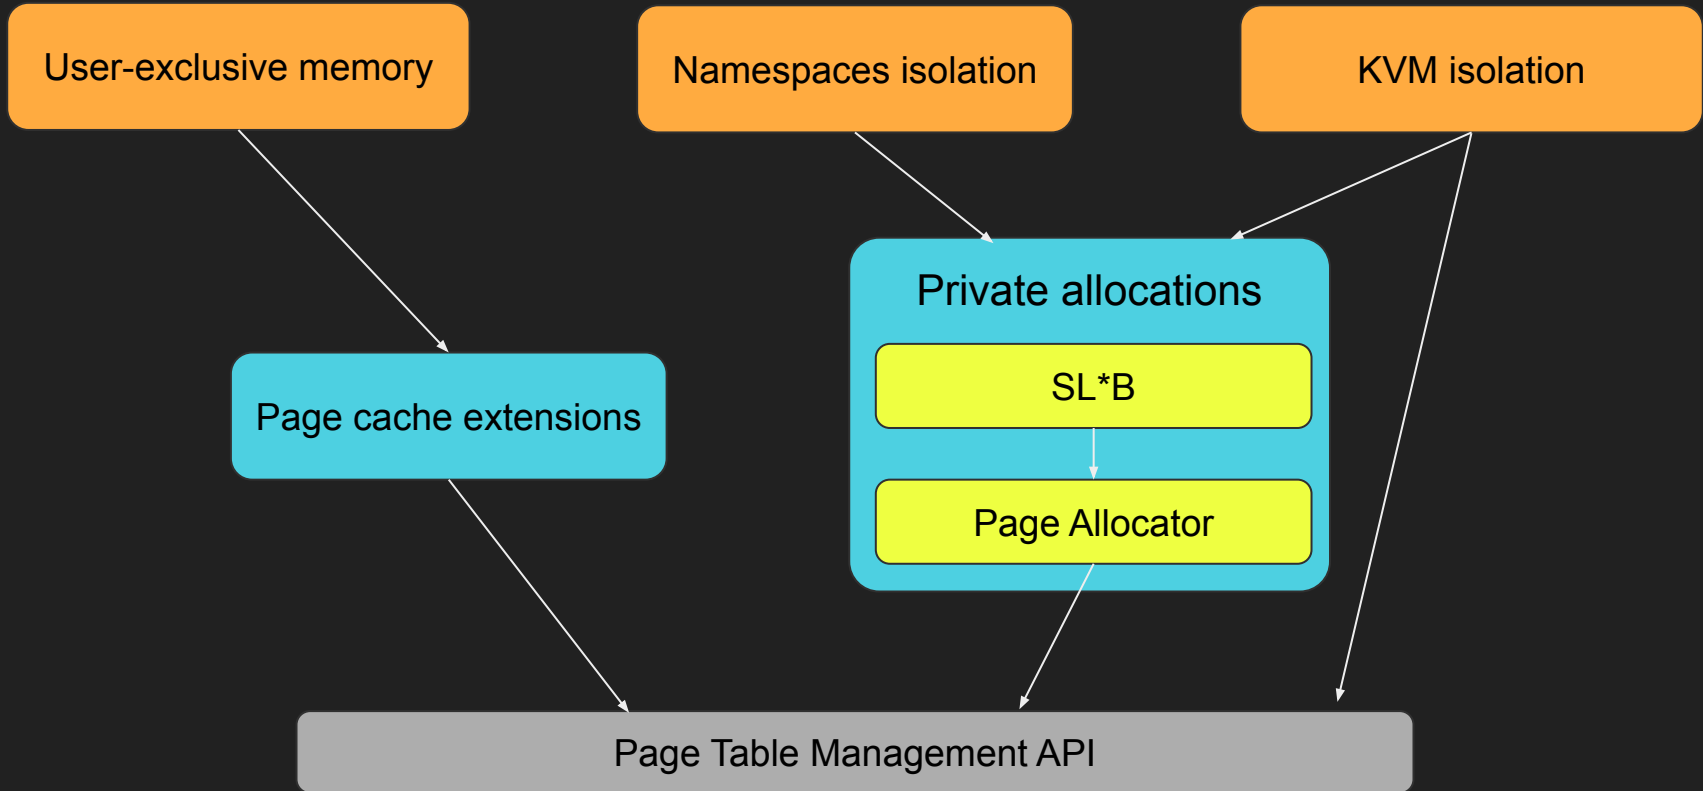 User-exclusive memory
Namespaces isolation
KVM isolation
Private allocations
SL*B
Page cache extensions
Page Allocator
Page Table Management API